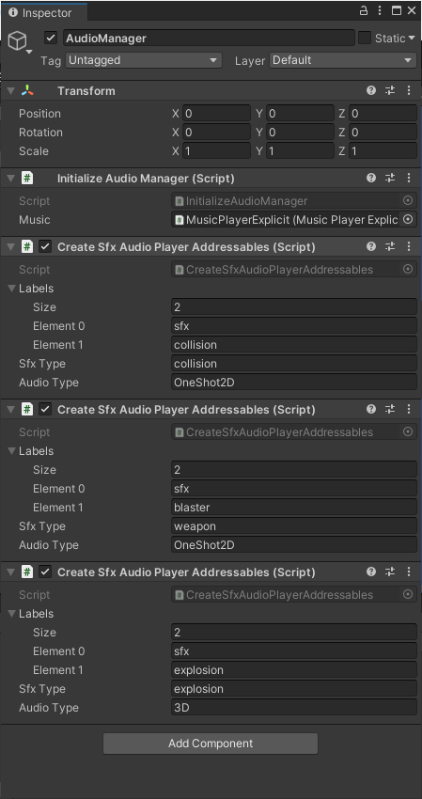 Inspector
AudioManager Static
Tag Untagged Layer Default
Transform
Position X 0 Y 0 Z 0
Rotation X 0 Y 0 Z 0
Scale X 1 Y 1 Z 1
# Initialize Audio Manager (Script)
Script InitializeAudioManager
Music MusicPlayerExplicit (Music Player Explic
# Create Sfx Audio Player Addressables (Script)
Script CreateSfxAudioPlayerAddressables
Labels
Size 2
Element 0 sfx
Element 1 collision
Sfx Type collision
Audio Type OneShot2D
# Create Sfx Audio Player Addressables (Script)
Script CreateSfxAudioPlayerAddressables
Labels
Size 2
Element 0 sfx
Element 1 blaster
Sfx Type weapon
Audio Type OneShot2D
# Create Sfx Audio Player Addressables (Script)
Script CreateSfxAudioPlayerAddressables
Labels
Size 2
Element 0 sfx
Element 1 explosion
Sfx Type explosion
Audio Type 3D
Add Component